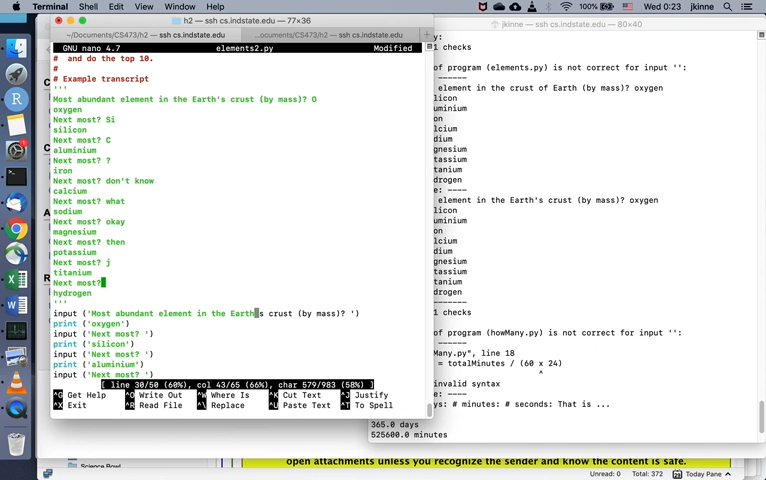 Terminal Shell Edit View Window Help
100% Wed 0:23 jkinne
h2 — ssh cs.indstate.edu — 77×36
~/Documents/CS473/h2 — ssh cs.indstate.edu
...ocuments/CS473/h2 — ssh cs.indstate.edu
GNU nano 4.7 elements2.py Modified
# and do the top 10.
#
# Example transcript
'''
Most abundant element in the Earth's crust (by mass)? O
oxygen
Next most? Si
silicon
Next most? C
aluminium
Next most? ?
iron
Next most? don't know
calcium
Next most? what
sodium
Next most? okay
magnesium
Next most? then
potassium
Next most? j
titanium
Next most?
hydrogen
'''
input ('Most abundant element in the Earth s crust (by mass)? ')
print ('oxygen')
input ('Next most? ')
print ('silicon')
input ('Next most? ')
print ('aluminium')
input ('Next most? ')
[ line 30/50 (60%), col 43/65 (66%), char 579/983 (58%) ]
^G Get Help ^O Write Out ^W Where Is ^K Cut Text ^J Justify
^X Exit ^R Read File ^\ Replace ^U Paste Text ^T To Spell
jkinne — ssh cs.indstate.edu — 80×40
y:
1 checks
of program (elements.py) is not correct for input '':
------
element in the crust of Earth (by mass)? oxygen
licon
uminium
on
lcium
dium
gnesium
tassium
tanium
drogen
e: ----
element in the Earth's crust (by mass)? oxygen
licon
uminium
on
lcium
dium
gnesium
tassium
tanium
drogen
1 checks
of program (howMany.py) is not correct for input '':
------
Many.py", line 18
= totalMinutes / (60 x 24)
^
invalid syntax
e: ----
ys: # minutes: # seconds: That is ...
365.0 days
525600.0 minutes
Science Bowl
open attachments unless you recognize the sender and know the content is safe.
Unread: 0 Total: 372 Today Pane